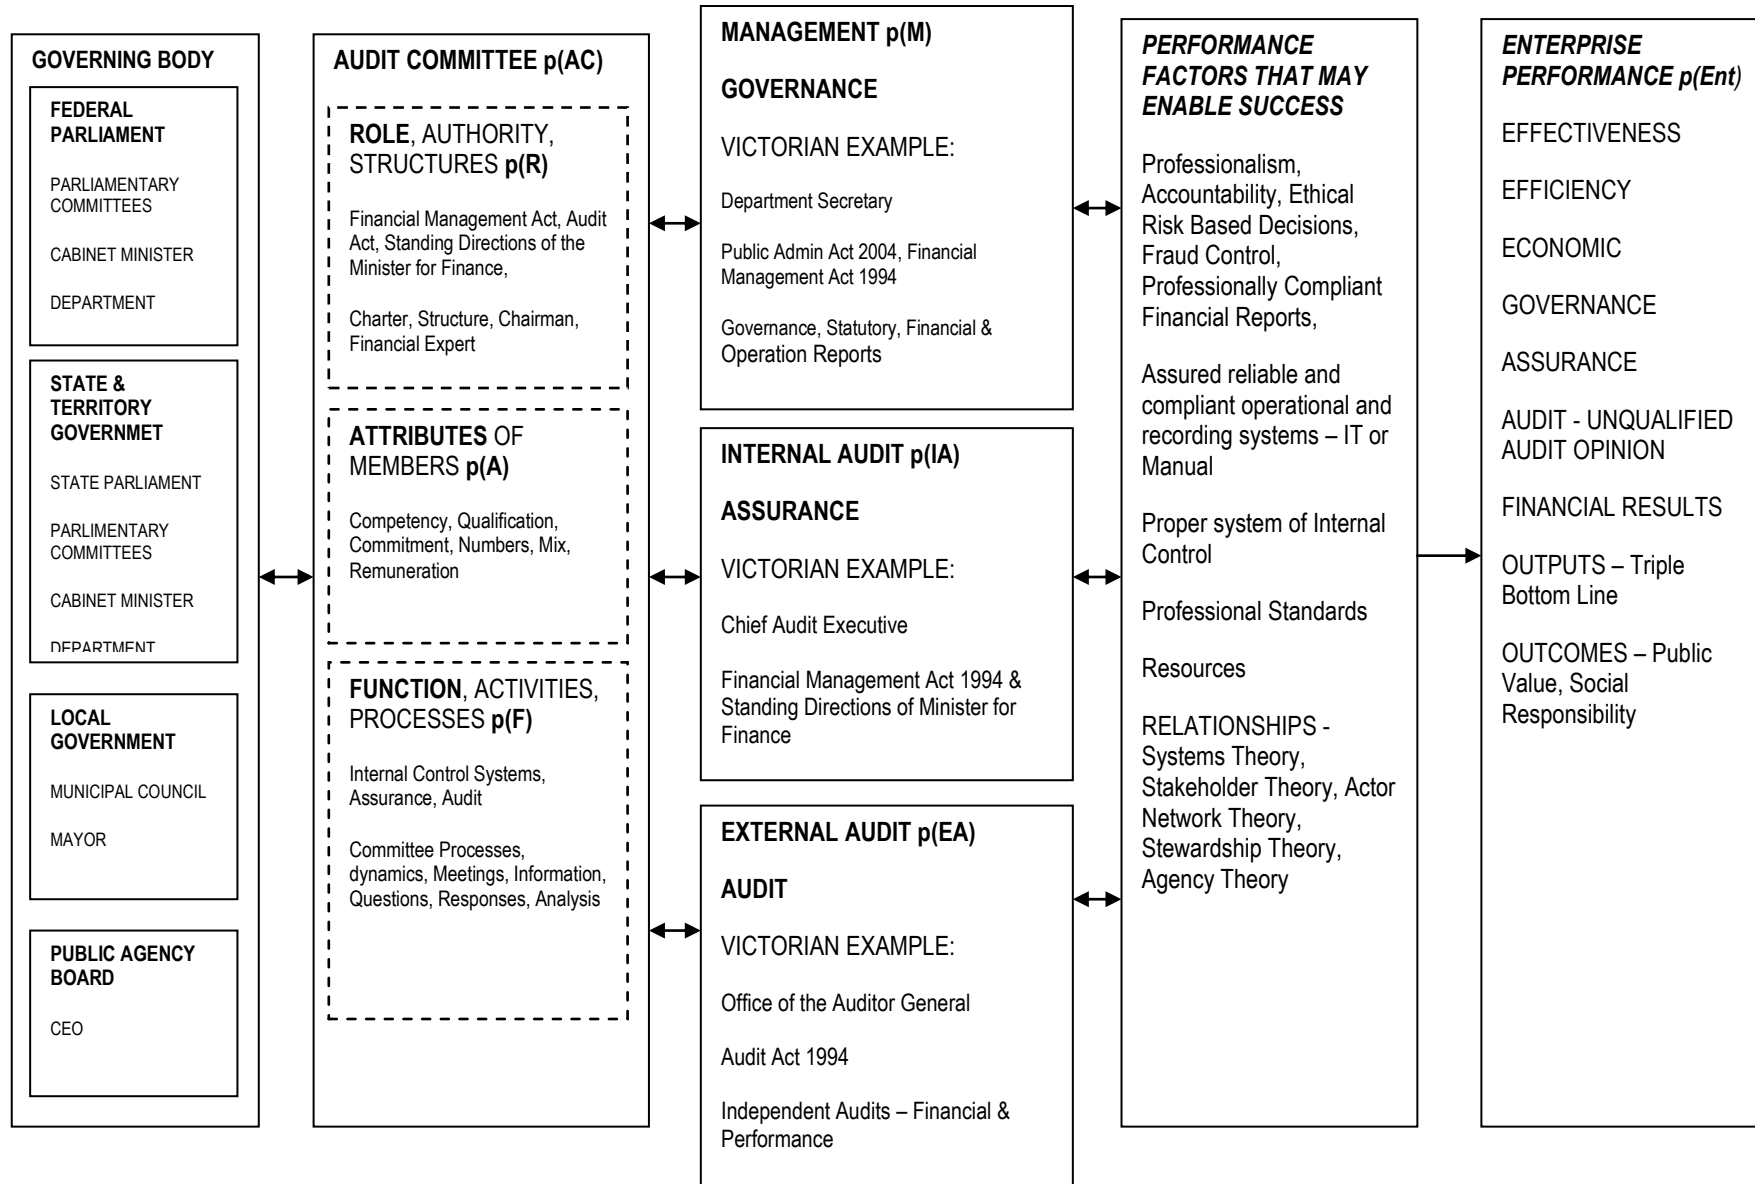 GOVERNING BODY
FEDERAL
PARLIAMENT
PARLIAMENTARY
COMMITTEES
CABINET MINISTER
DEPARTMENT
STATE &
TERRITORY
GOVERNMET
STATE PARLIAMENT
PARLIMENTARY
COMMITTEES
CABINET MINISTER
DEPARTMENT
LOCAL
GOVERNMENT
MUNICIPAL COUNCIL
MAYOR
PUBLIC AGENCY
BOARD
CEO
AUDIT COMMITTEE p(AC)
ROLE, AUTHORITY,
STRUCTURES p(R)
Financial Management Act, Audit
Act, Standing Directions of the
Minister for Finance,
Charter, Structure, Chairman,
Financial Expert
ATTRIBUTES OF
MEMBERS p(A)
Competency, Qualification,
Commitment, Numbers, Mix,
Remuneration
FUNCTION, ACTIVITIES,
PROCESSES p(F)
Internal Control Systems,
Assurance, Audit
Committee Processes,
dynamics, Meetings, Information,
Questions, Responses, Analysis
MANAGEMENT p(M)
GOVERNANCE
VICTORIAN EXAMPLE:
Department Secretary
Public Admin Act 2004, Financial
Management Act 1994
Governance, Statutory, Financial &
Operation Reports
INTERNAL AUDIT p(IA)
ASSURANCE
VICTORIAN EXAMPLE:
Chief Audit Executive
Financial Management Act 1994 &
Standing Directions of Minister for
Finance
EXTERNAL AUDIT p(EA)
AUDIT
VICTORIAN EXAMPLE:
Office of the Auditor General
Audit Act 1994
Independent Audits – Financial &
Performance
PERFORMANCE
FACTORS THAT MAY
ENABLE SUCCESS
Professionalism,
Accountability, Ethical
Risk Based Decisions,
Fraud Control,
Professionally Compliant
Financial Reports,
Assured reliable and
compliant operational and
recording systems – IT or
Manual
Proper system of Internal
Control
Professional Standards
Resources
RELATIONSHIPS -
Systems Theory,
Stakeholder Theory, Actor
Network Theory,
Stewardship Theory,
Agency Theory
ENTERPRISE
PERFORMANCE p(Ent)
EFFECTIVENESS
EFFICIENCY
ECONOMIC
GOVERNANCE
ASSURANCE
AUDIT - UNQUALIFIED
AUDIT OPINION
FINANCIAL RESULTS
OUTPUTS – Triple
Bottom Line
OUTCOMES – Public
Value, Social
Responsibility